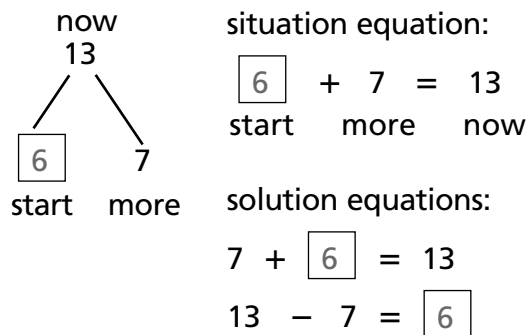 now
13
6 7
start more
situation equation:
6 + 7 = 13
start more now
solution equations:
7 + 6 = 13
13 − 7 = 6